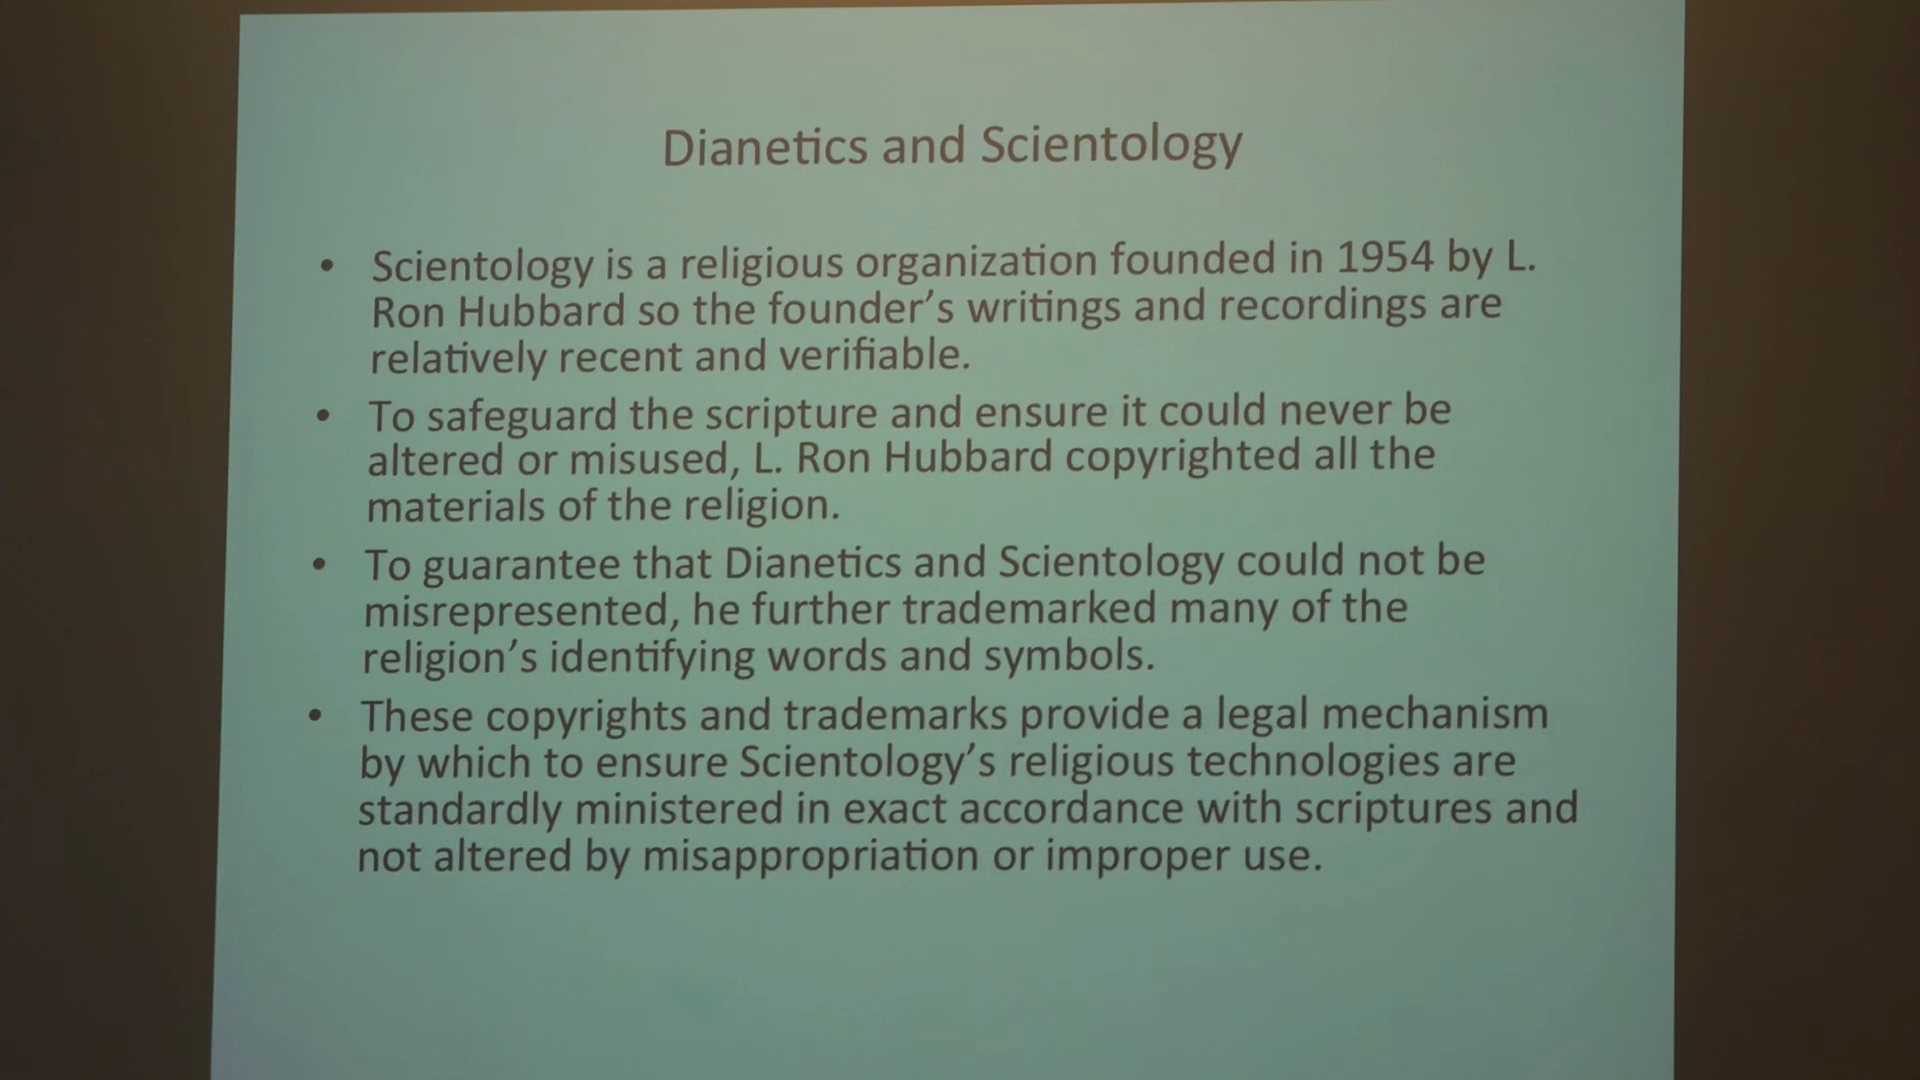 Dianetics and Scientology
• Scientology is a religious organization founded in 1954 by L.
Ron Hubbard so the founder’s writings and recordings are
relatively recent and verifiable.
• To safeguard the scripture and ensure it could never be
altered or misused, L. Ron Hubbard copyrighted all the
materials of the religion.
• To guarantee that Dianetics and Scientology could not be
misrepresented, he further trademarked many of the
religion’s identifying words and symbols.
• These copyrights and trademarks provide a legal mechanism
by which to ensure Scientology’s religious technologies are
standardly ministered in exact accordance with scriptures and
not altered by misappropriation or improper use.